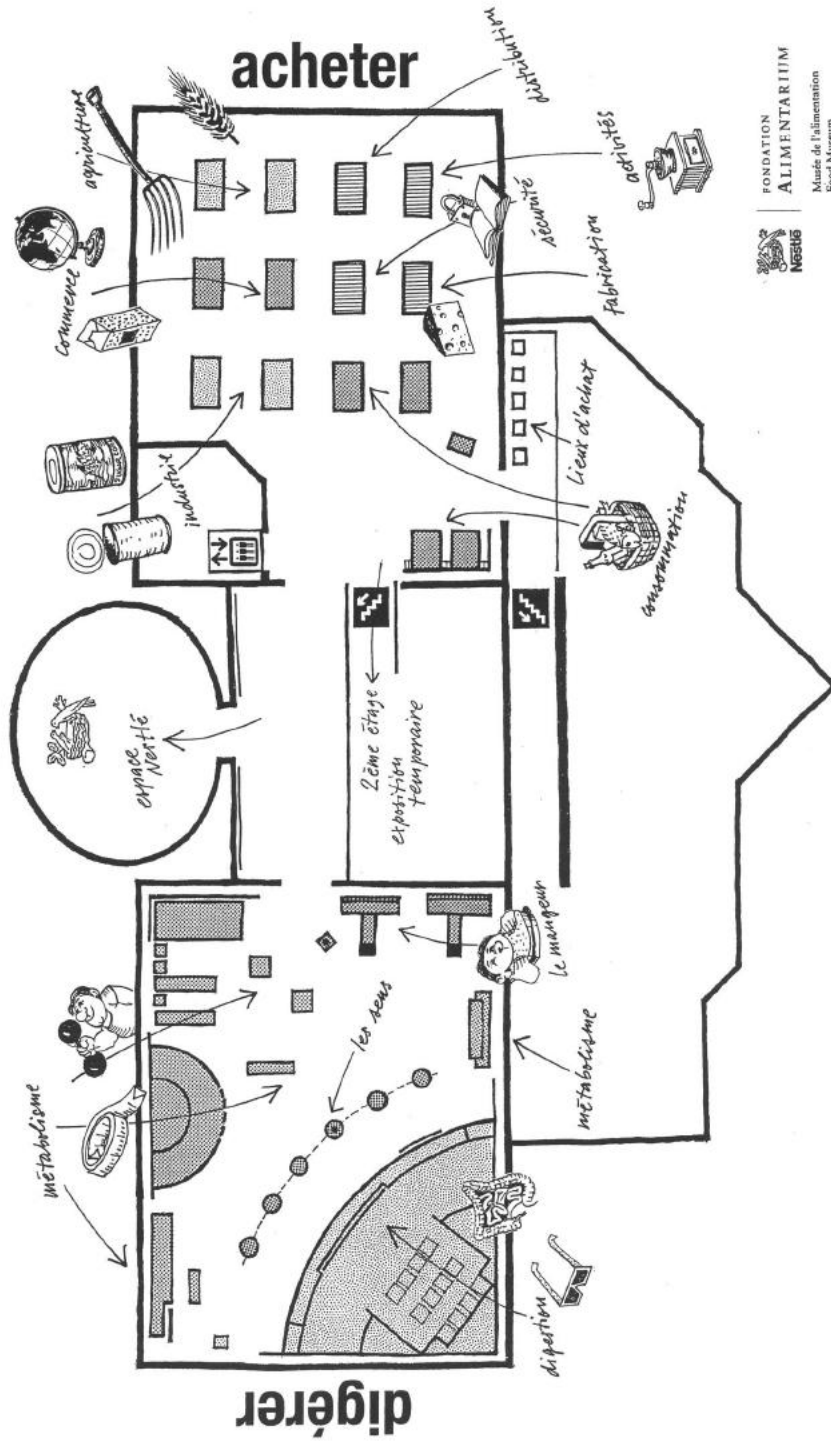 acheter
agriculture
distribution
commerce
activités
sécurité
fabrication
industrie
lieux d'achat
consommation
espace
Nestlé
2ème étage
exposition
temporaire
le mangeur
métabolisme
les sens
métabolisme
digestion
digérer
Nestlé
FONDATION
ALIMENTARIUM
Musée de l'alimentation
Food Museum